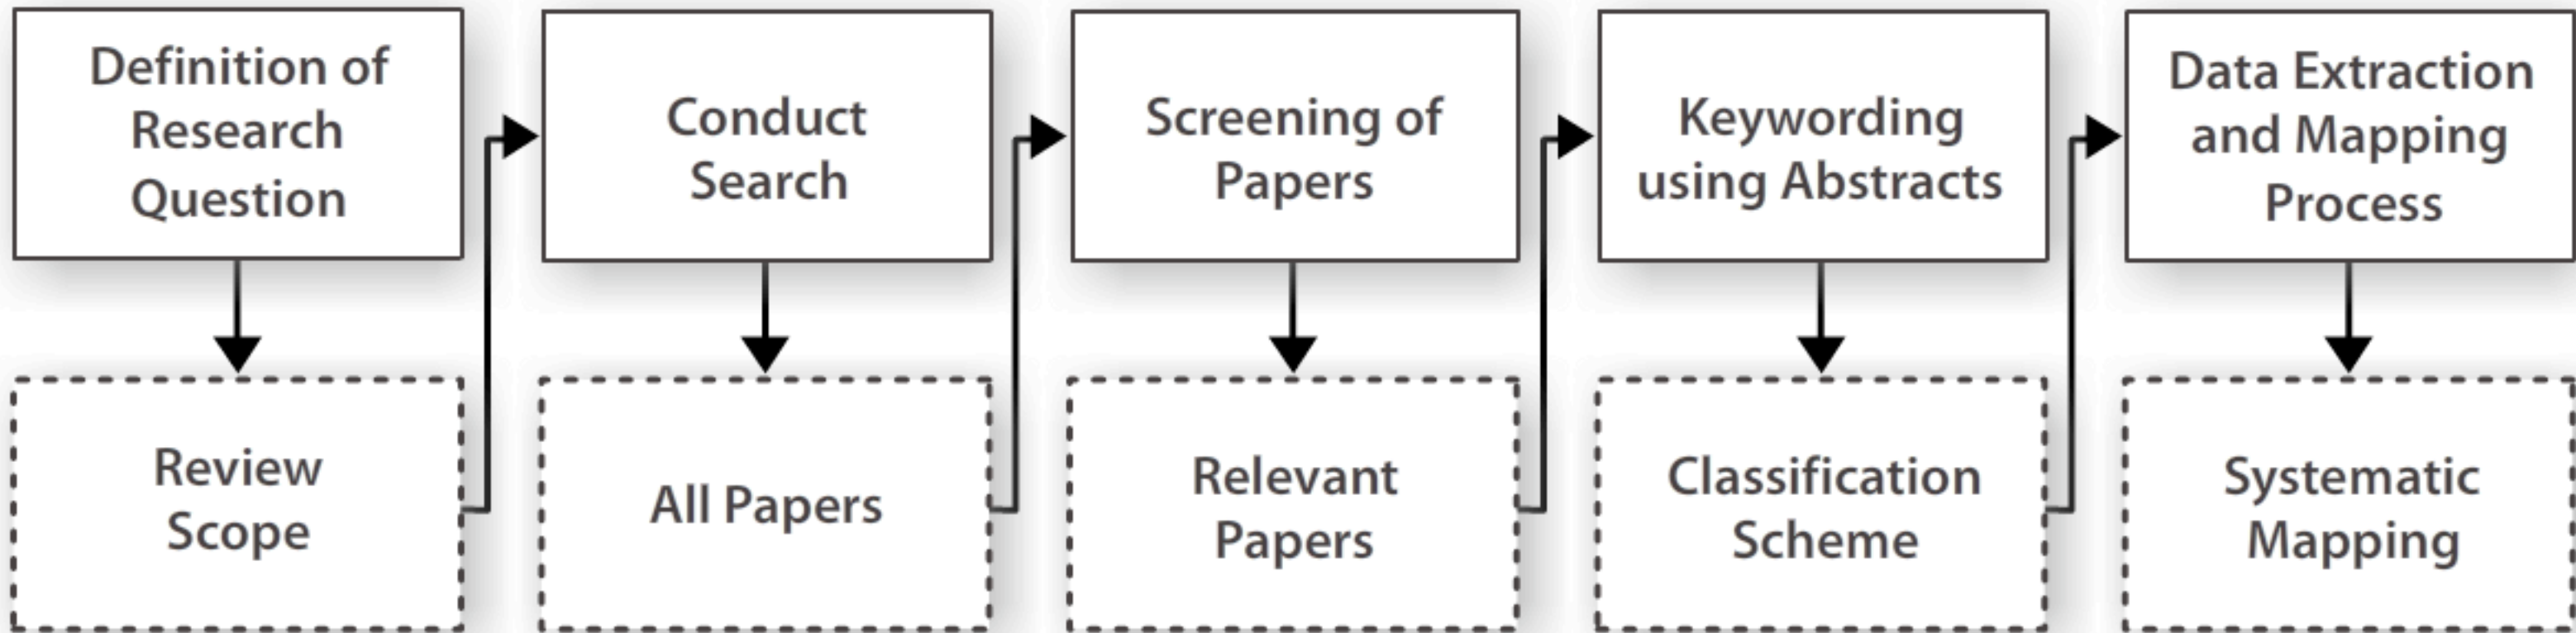 Definition of
Research
Question
Conduct
Search
Screening of
Papers
Keywording
using Abstracts
Data Extraction
and Mapping
Process
Review
Scope
All Papers
Relevant
Papers
Classification
Scheme
Systematic
Mapping